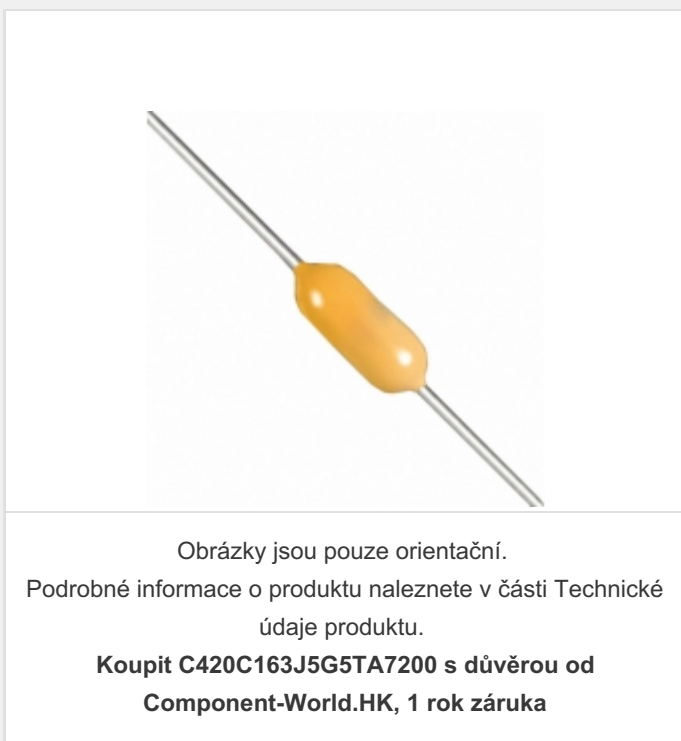 Obrázky jsou pouze orientační.
Podrobné informace o produktu naleznete v části Technické
údaje produktu.
Koupit C420C163J5G5TA7200 s důvěrou od
Component-World.HK, 1 rok záruka